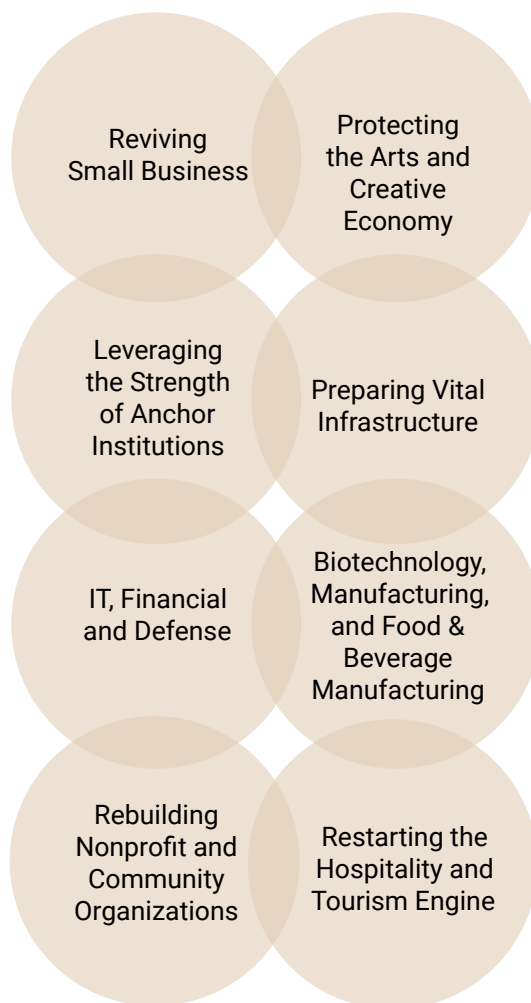 Reviving
Small Business
Protecting
the Arts and
Creative
Economy
Leveraging
the Strength
of Anchor
Institutions
Preparing Vital
Infrastructure
IT, Financial
and Defense
Biotechnology,
Manufacturing,
and Food &
Beverage
Manufacturing
Rebuilding
Nonprofit and
Community
Organizations
Restarting the
Hospitality and
Tourism Engine